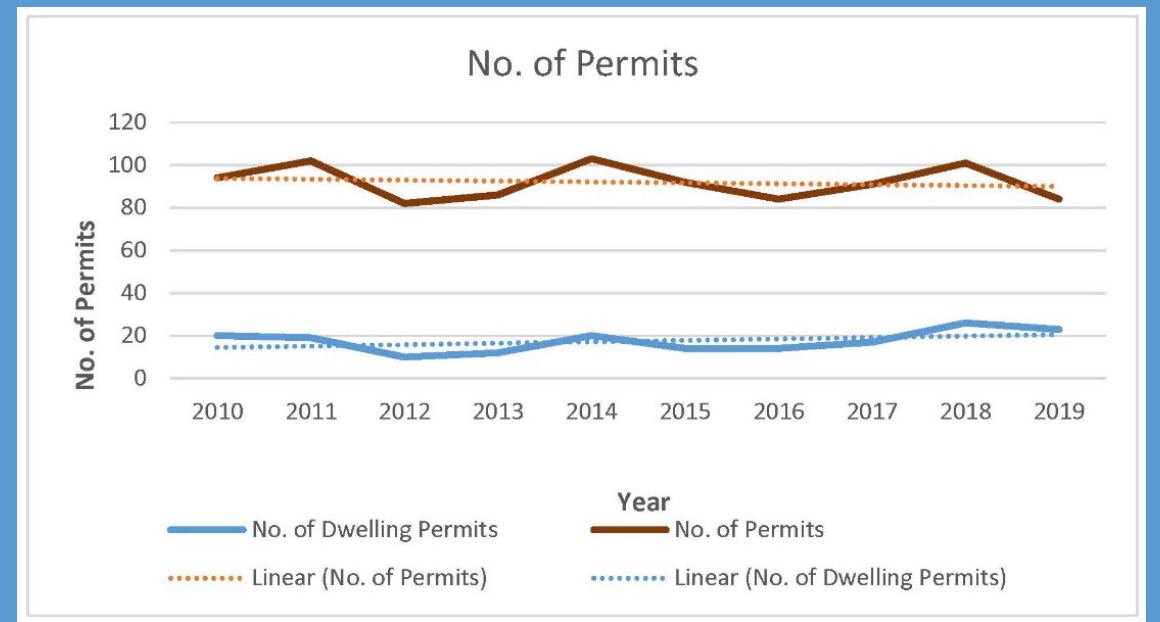 No. of Permits
120
100
80
60
40
20
0
No. of Permits
2010 2011 2012 2013 2014 2015 2016 2017 2018 2019
Year
No. of Dwelling Permits No. of Permits
Linear (No. of Permits) Linear (No. of Dwelling Permits)